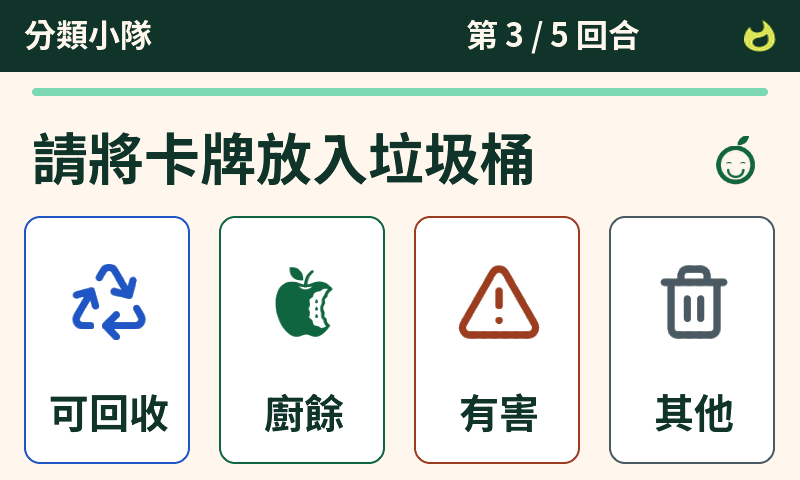 分類小隊
第 3 / 5 回合
請將卡牌放入垃圾桶
可回收
廚餘
有害
其他